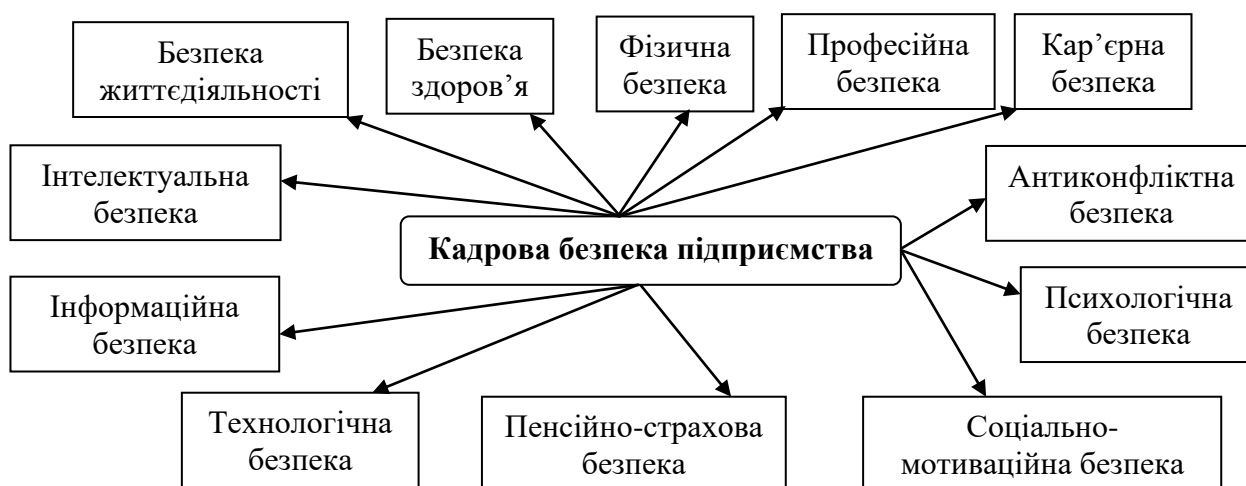 Безпека
життєдіяльності
Безпека
здоров’я
Фізична
безпека
Професійна
безпека
Кар’єрна
безпека
Інтелектуальна
безпека
Антиконфліктна
безпека
Кадрова безпека підприємства
Інформаційна
безпека
Психологічна
безпека
Технологічна
безпека
Пенсійно-страхова
безпека
Соціально-
мотиваційна безпека